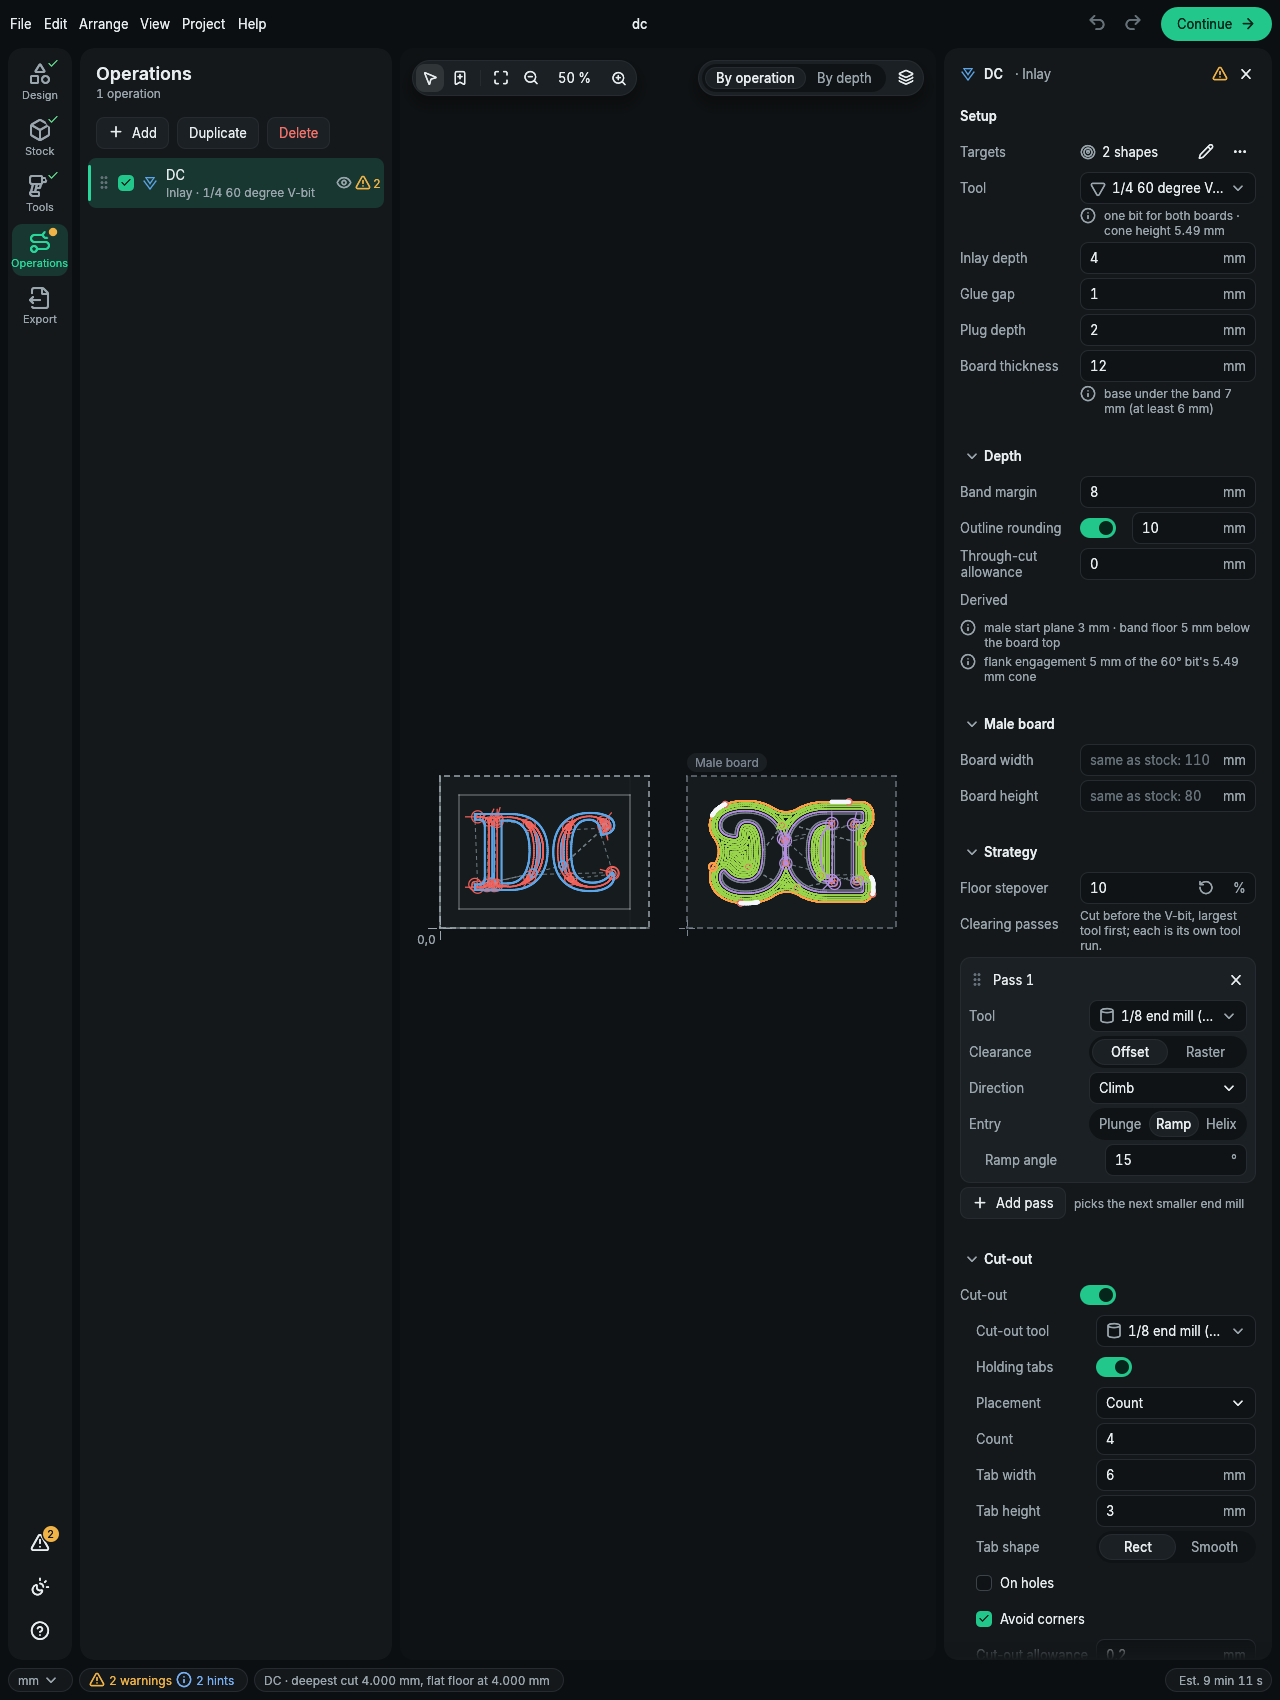 File Edit Arrange View Project Help
dc
Continue
Design
Stock
Tools
Operations
Export
2
Operations
1 operation
Add
Duplicate
Delete
DC
Inlay · 1/4 60 degree V-bit
2
50 %
By operation
By depth
Male board
DC
DC
0,0
DC · Inlay
Setup
Targets
2 shapes
Tool
1/4 60 degree V...
one bit for both boards ·
cone height 5.49 mm
Inlay depth
4 mm
Glue gap
1 mm
Plug depth
2 mm
Board thickness
12 mm
base under the band 7
mm (at least 6 mm)
Depth
Band margin
8 mm
Outline rounding
10 mm
Through-cut
allowance
0 mm
Derived
male start plane 3 mm · band floor 5 mm below
the board top
flank engagement 5 mm of the 60° bit's 5.49
mm cone
Male board
Board width
same as stock: 110 mm
Board height
same as stock: 80 mm
Strategy
Floor stepover
10 %
Clearing passes
Cut before the V-bit, largest
tool first; each is its own tool
run.
Pass 1
Tool
1/8 end mill (...
Clearance
Offset Raster
Direction
Climb
Entry
Plunge Ramp Helix
Ramp angle
15 °
Add pass
picks the next smaller end mill
Cut-out
Cut-out
Cut-out tool
1/8 end mill (...
Holding tabs
Placement
Count
Count
4
Tab width
6 mm
Tab height
3 mm
Tab shape
Rect Smooth
On holes
Avoid corners
Cut-out allowance
0.2 mm
mm
2 warnings
2 hints
DC · deepest cut 4.000 mm, flat floor at 4.000 mm
Est. 9 min 11 s